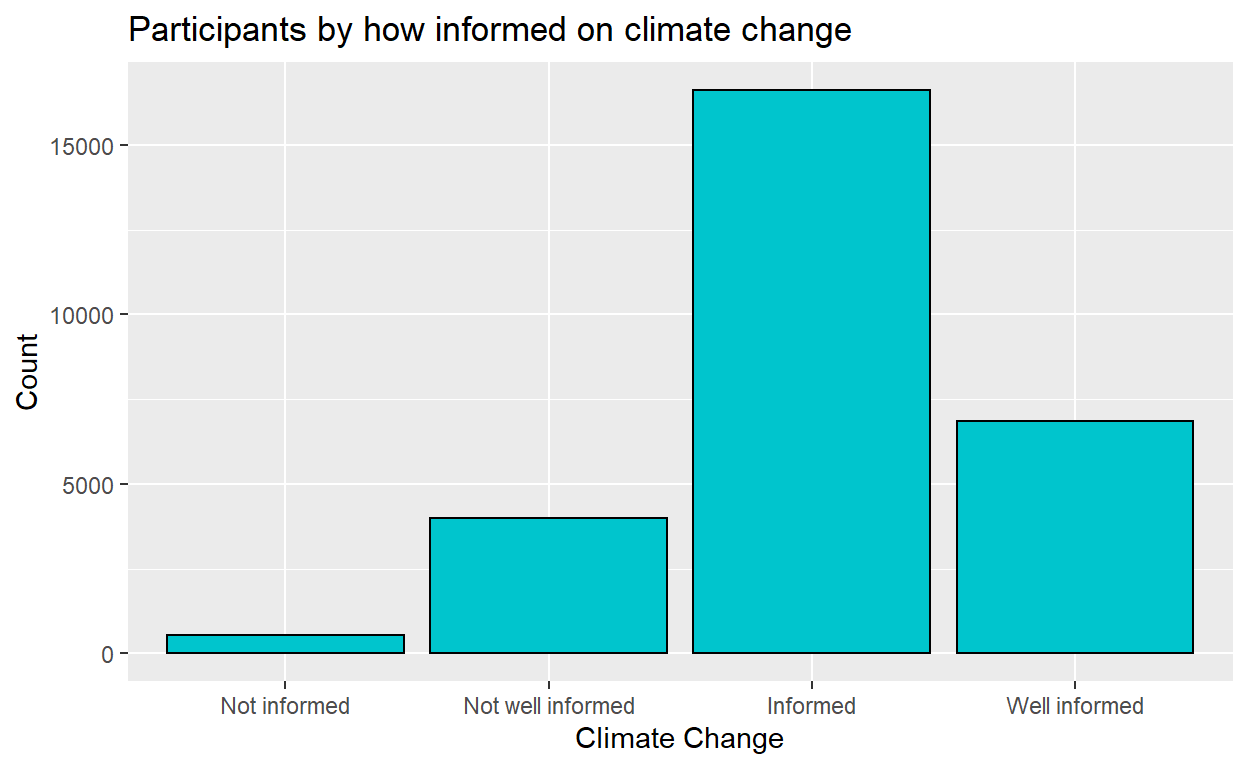 Participants by how informed on climate change
15000
10000
5000
0
Count
Not informed
Not well informed
Informed
Well informed
Climate Change